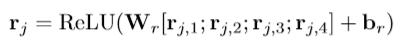 r_j = ReLU(W_r[r_{j,1}; r_{j,2}; r_{j,3}; r_{j,4}] + b_r)